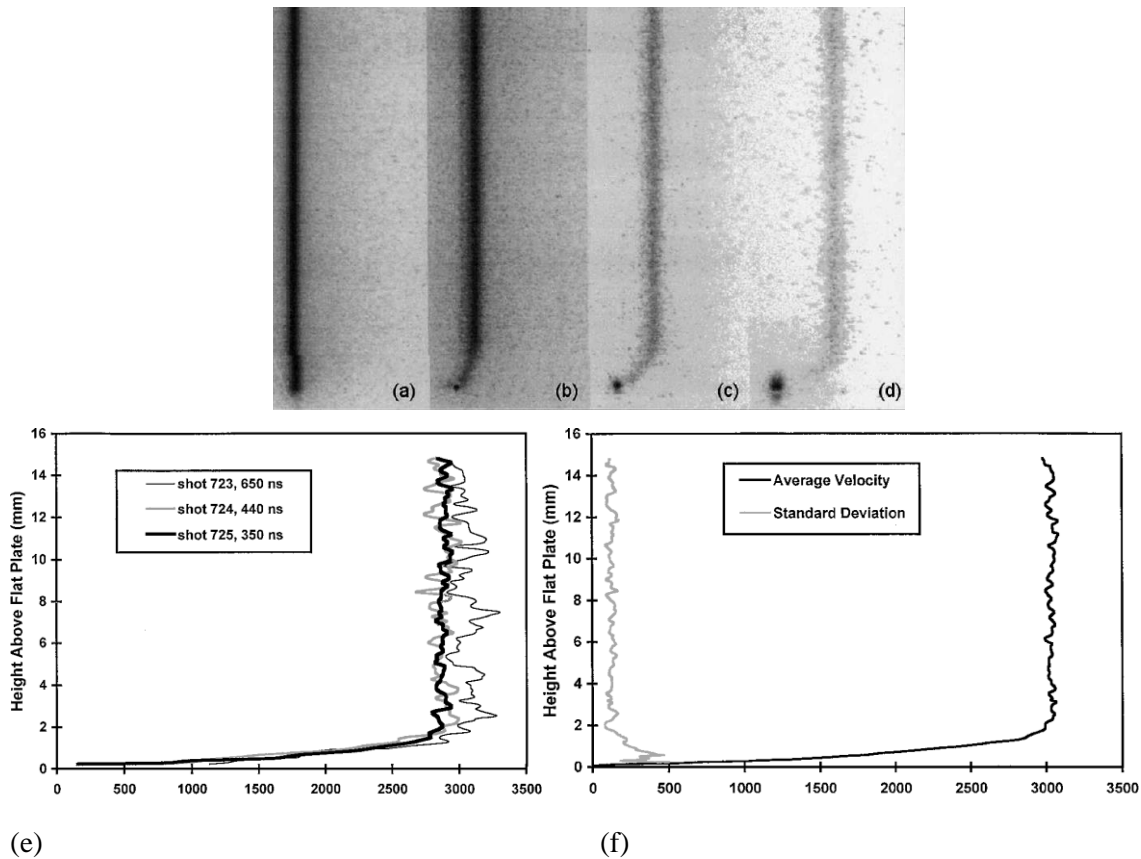 (a) (b) (c) (d)
16
14
12
10
8
6
4
2
0
Height Above Flat Plate (mm)
shot 723, 650 ns
shot 724, 440 ns
shot 725, 350 ns
0 500 1000 1500 2000 2500 3000 3500
16
14
12
10
8
6
4
2
0
Height Above Flat Plate (mm)
Average Velocity
Standard Deviation
0 500 1000 1500 2000 2500 3000 3500
(e) (f)